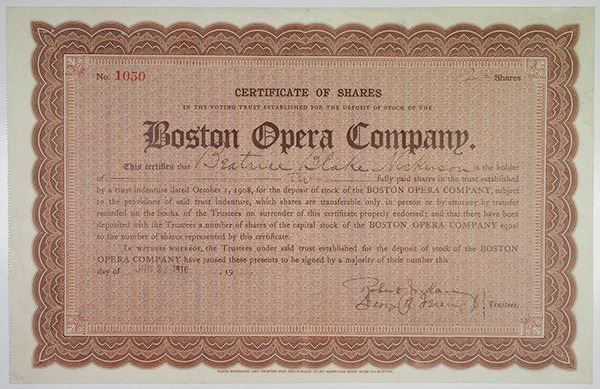 No. 1050 Shares
CERTIFICATE OF SHARES
IN THE VOTING TRUST ESTABLISHED FOR THE DEPOSIT OF STOCK OF THE
Boston Opera Company.
This certifies that Beatrice Blake is the holder
of fully paid shares in the trust established
by a trust indenture dated October 1, 1908, for the deposit of stock of the BOSTON OPERA COMPANY, subject
to the provisions of said trust indenture, which shares are transferable only in person or by attorney by transfer
recorded on the books of the Trustees on surrender of this certificate properly endorsed; and that there have been
deposited with the Trustees a number of shares of the capital stock of the BOSTON OPERA COMPANY equal
to the number of shares represented by this certificate.
IN WITNESS WHEREOF, the Trustees under said trust established for the deposit of stock of the BOSTON
OPERA COMPANY have caused these presents to be signed by a majority of their number this
day of JUN 1910 , 19
Robert Jordan
Trustees.